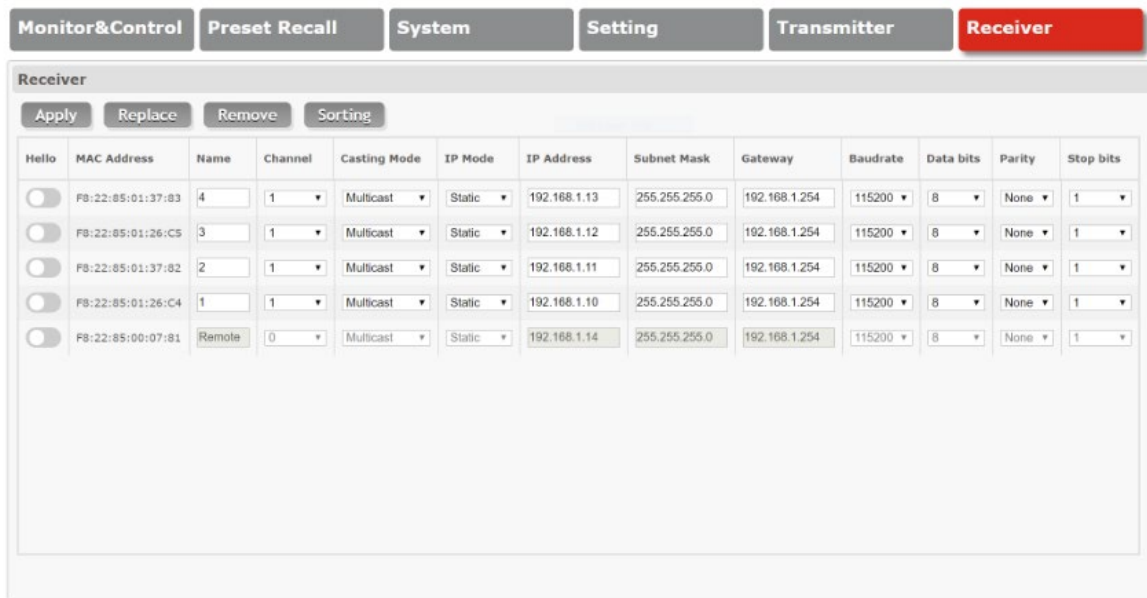 Monitor&Control Preset Recall System Setting Transmitter Receiver
Receiver
Apply Replace Remove Sorting
Hello MAC Address Name Channel Casting Mode IP Mode IP Address Subnet Mask Gateway Baudrate Data bits Parity Stop bits
F8:22:85:01:37:83 4 1 Multicast Static 192.168.1.13 255.255.255.0 192.168.1.254 115200 8 None 1
F8:22:85:01:26:C5 3 1 Multicast Static 192.168.1.12 255.255.255.0 192.168.1.254 115200 8 None 1
F8:22:85:01:37:82 2 1 Multicast Static 192.168.1.11 255.255.255.0 192.168.1.254 115200 8 None 1
F8:22:85:01:26:C4 1 1 Multicast Static 192.168.1.10 255.255.255.0 192.168.1.254 115200 8 None 1
F8:22:85:00:07:81 Remote 0 Multicast Static 192.168.1.14 255.255.255.0 192.168.1.254 115200 8 None 1